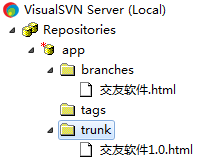 VisualSVN Server (Local)
Repositories
app
branches
交友软件.html
tags
trunk
交友软件1.0.html